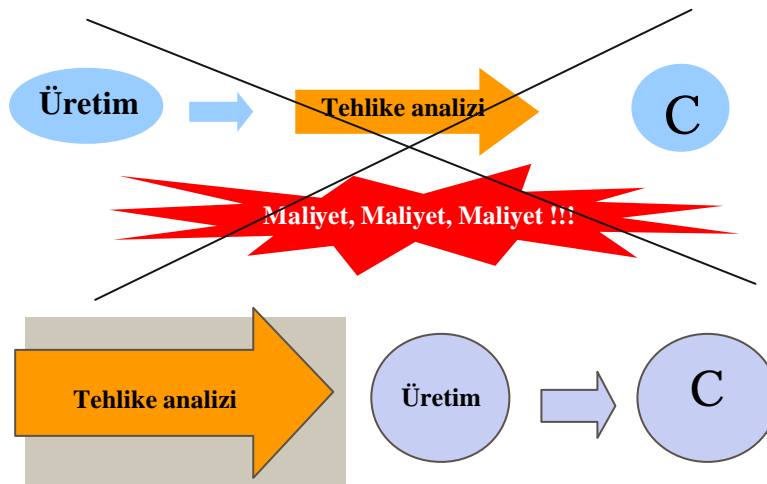 Üretim
Tehlike analizi
C
Maliyet, Maliyet, Maliyet !!!
Tehlike analizi
Üretim
C